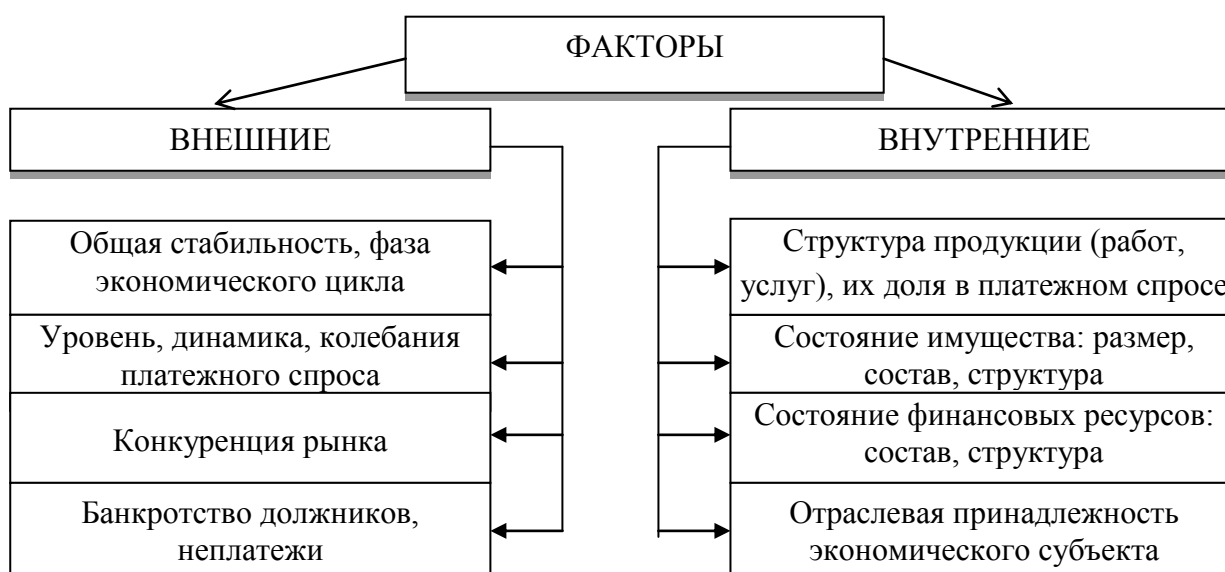 ФАКТОРЫ
ВНЕШНИЕ
Общая стабильность, фаза
экономического цикла
Уровень, динамика, колебания
платежного спроса
Конкуренция рынка
Банкротство должников,
неплатежи
ВНУТРЕННИЕ
Структура продукции (работ,
услуг), их доля в платежном спросе
Состояние имущества: размер,
состав, структура
Состояние финансовых ресурсов:
состав, структура
Отраслевая принадлежность
экономического субъекта